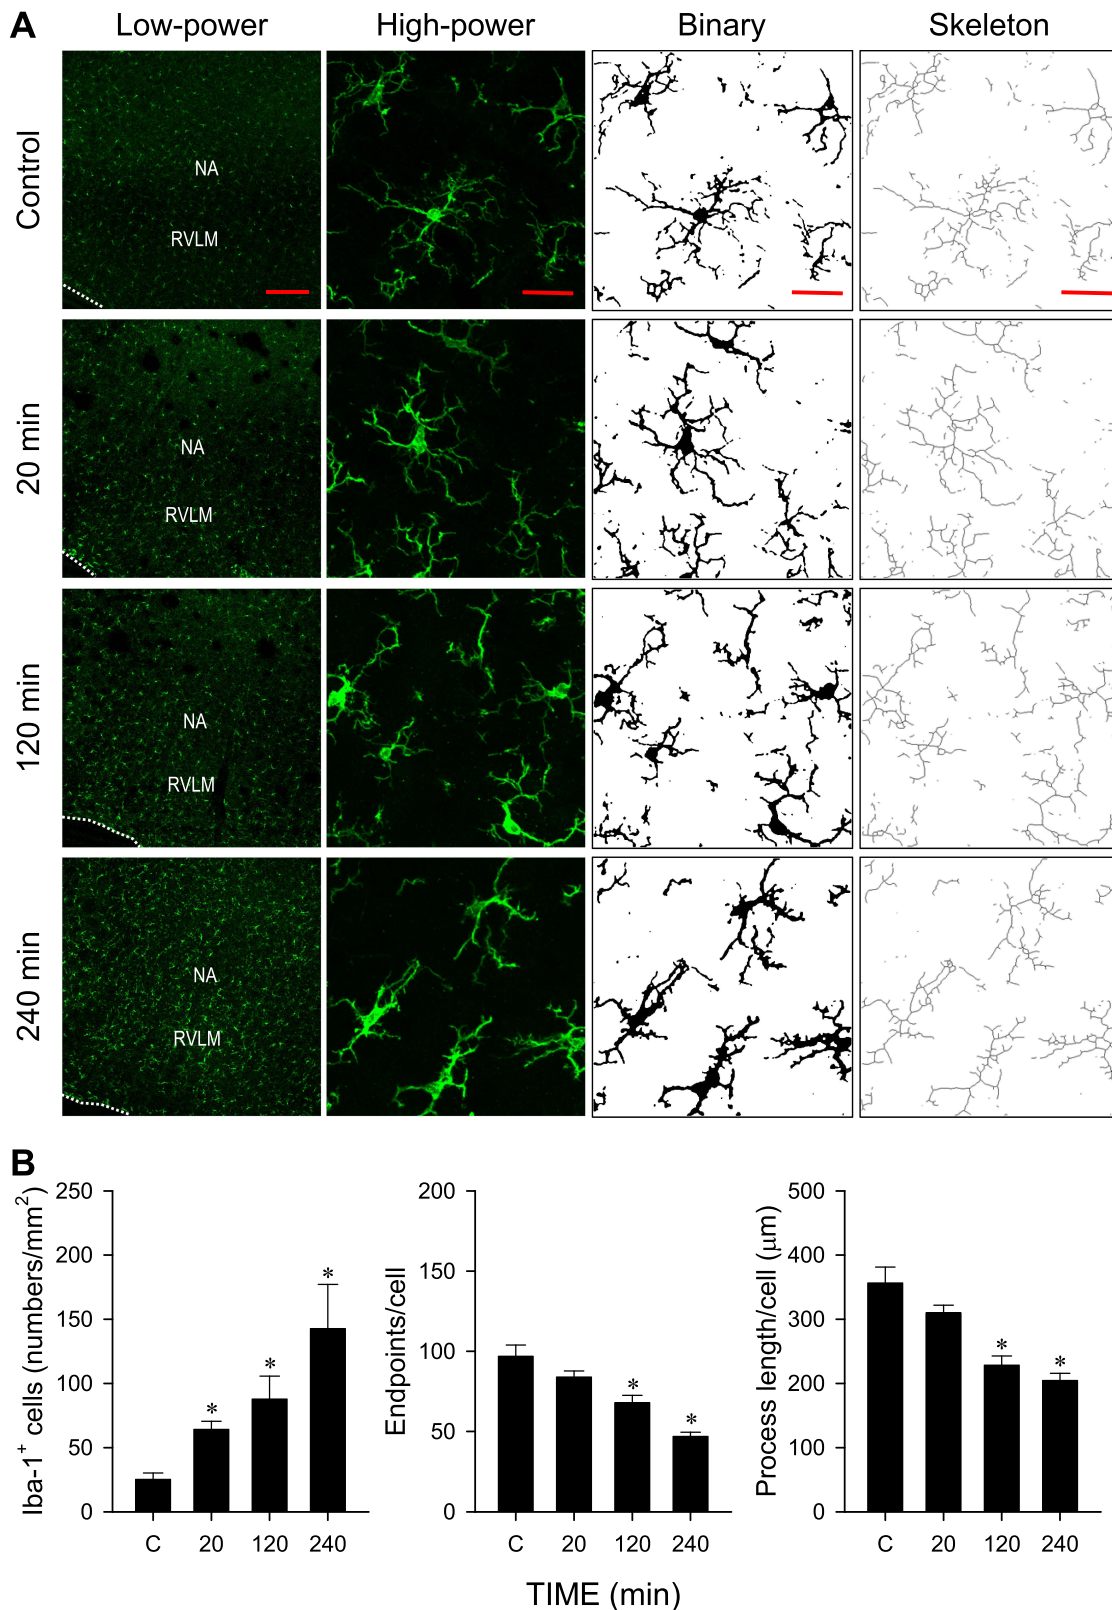 A
Low-power High-power Binary Skeleton
Control
NA
RVLM
20 min
NA
RVLM
120 min
NA
RVLM
240 min
NA
RVLM
B
Iba-1+ cells (numbers/mm2)
250
200
150
100
50
0
* * *
C 20 120 240
Endpoints/cell
200
150
100
50
0
* *
C 20 120 240
Process length/cell (μm)
500
400
300
200
100
0
* *
C 20 120 240
TIME (min)